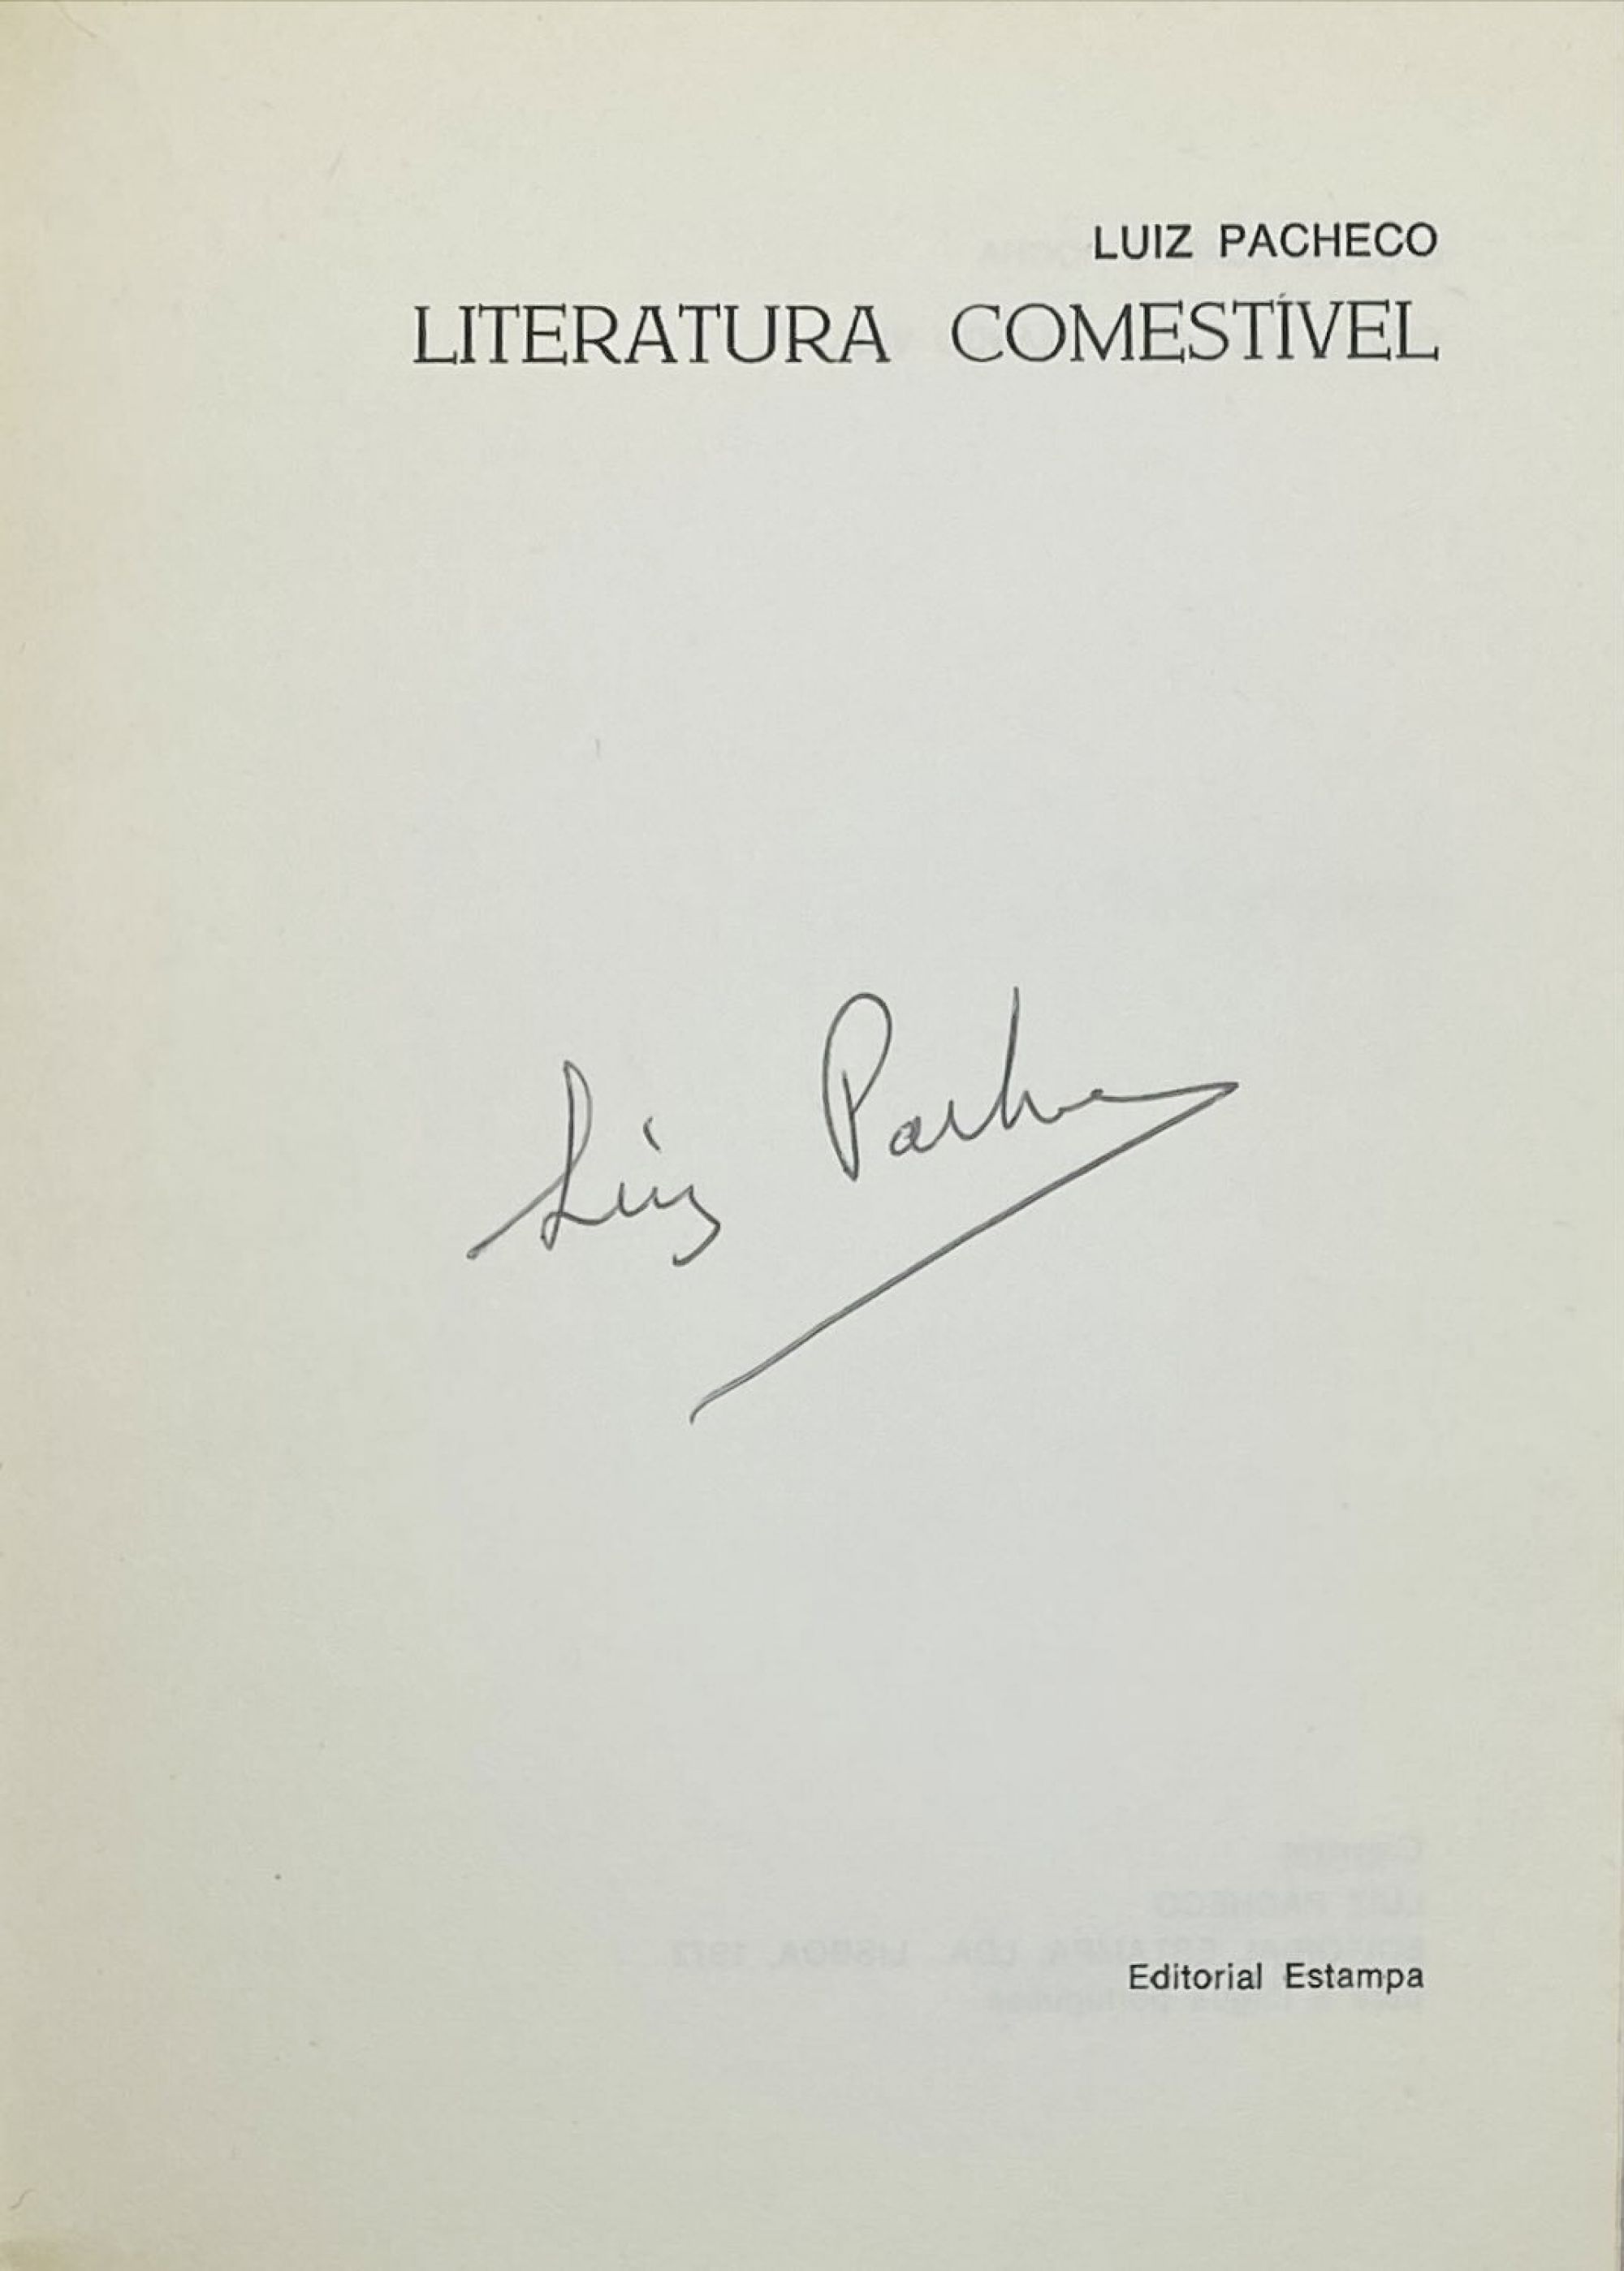 LUIZ PACHECO
LITERATURA COMESTÍVEL
Luiz Pacheco
Editorial Estampa